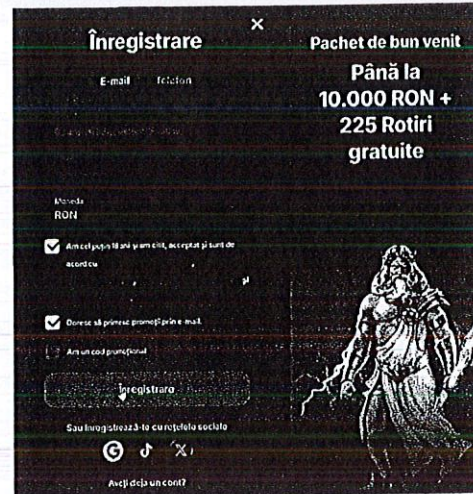 Înregistrare
E-mail Telefon
Moneda
RON
Am cel puțin 18 ani și am citit, acceptat și sunt de
acord cu
și
Doresc să primesc promoții prin e-mail.
Am un cod promoțional
Înregistrare
Sau înregistrează-te cu rețelele sociale
Aveți deja un cont?
Pachet de bun venit
Până la
10.000 RON +
225 Rotiri
gratuite